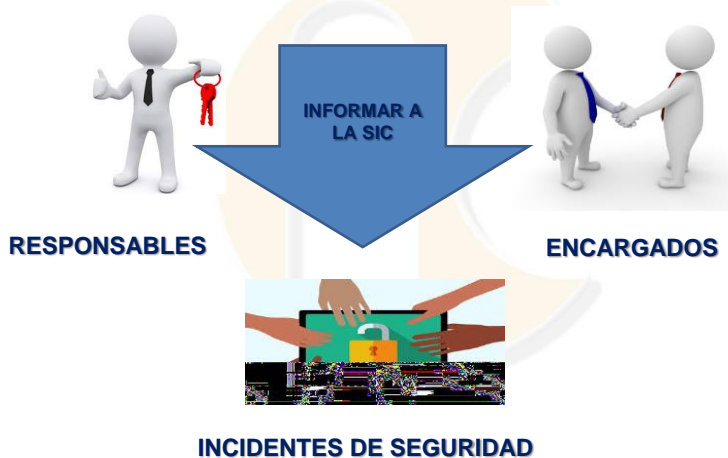 INFORMAR A
LA SIC
RESPONSABLES
ENCARGADOS
INCIDENTES DE SEGURIDAD